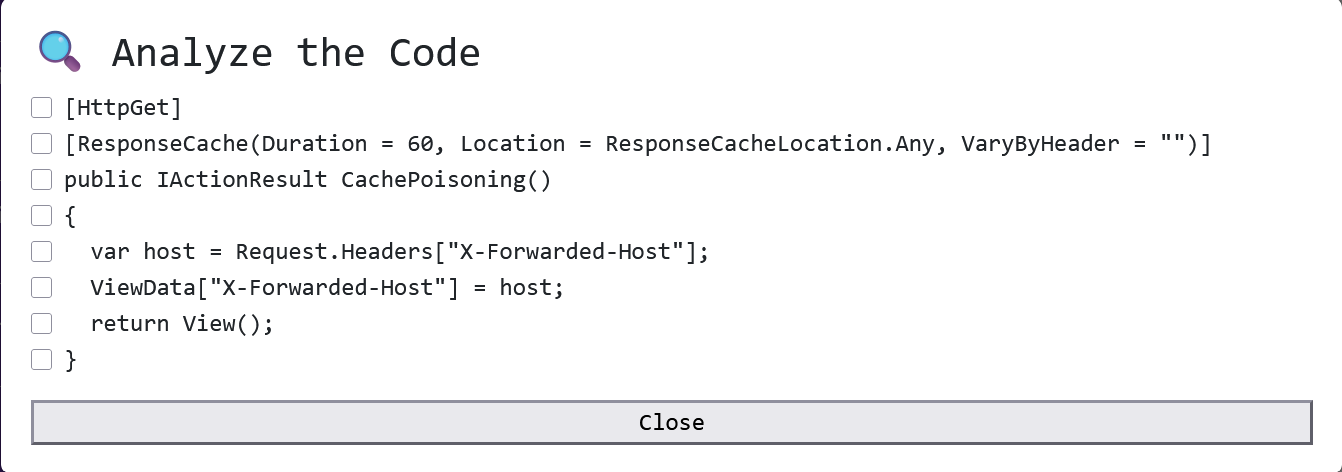 Analyze the Code
[HttpGet]
[ResponseCache(Duration = 60, Location = ResponseCacheLocation.Any, VaryByHeader = "")]
public IActionResult CachePoisoning()
{
  var host = Request.Headers["X-Forwarded-Host"];
  ViewData["X-Forwarded-Host"] = host;
  return View();
}
Close